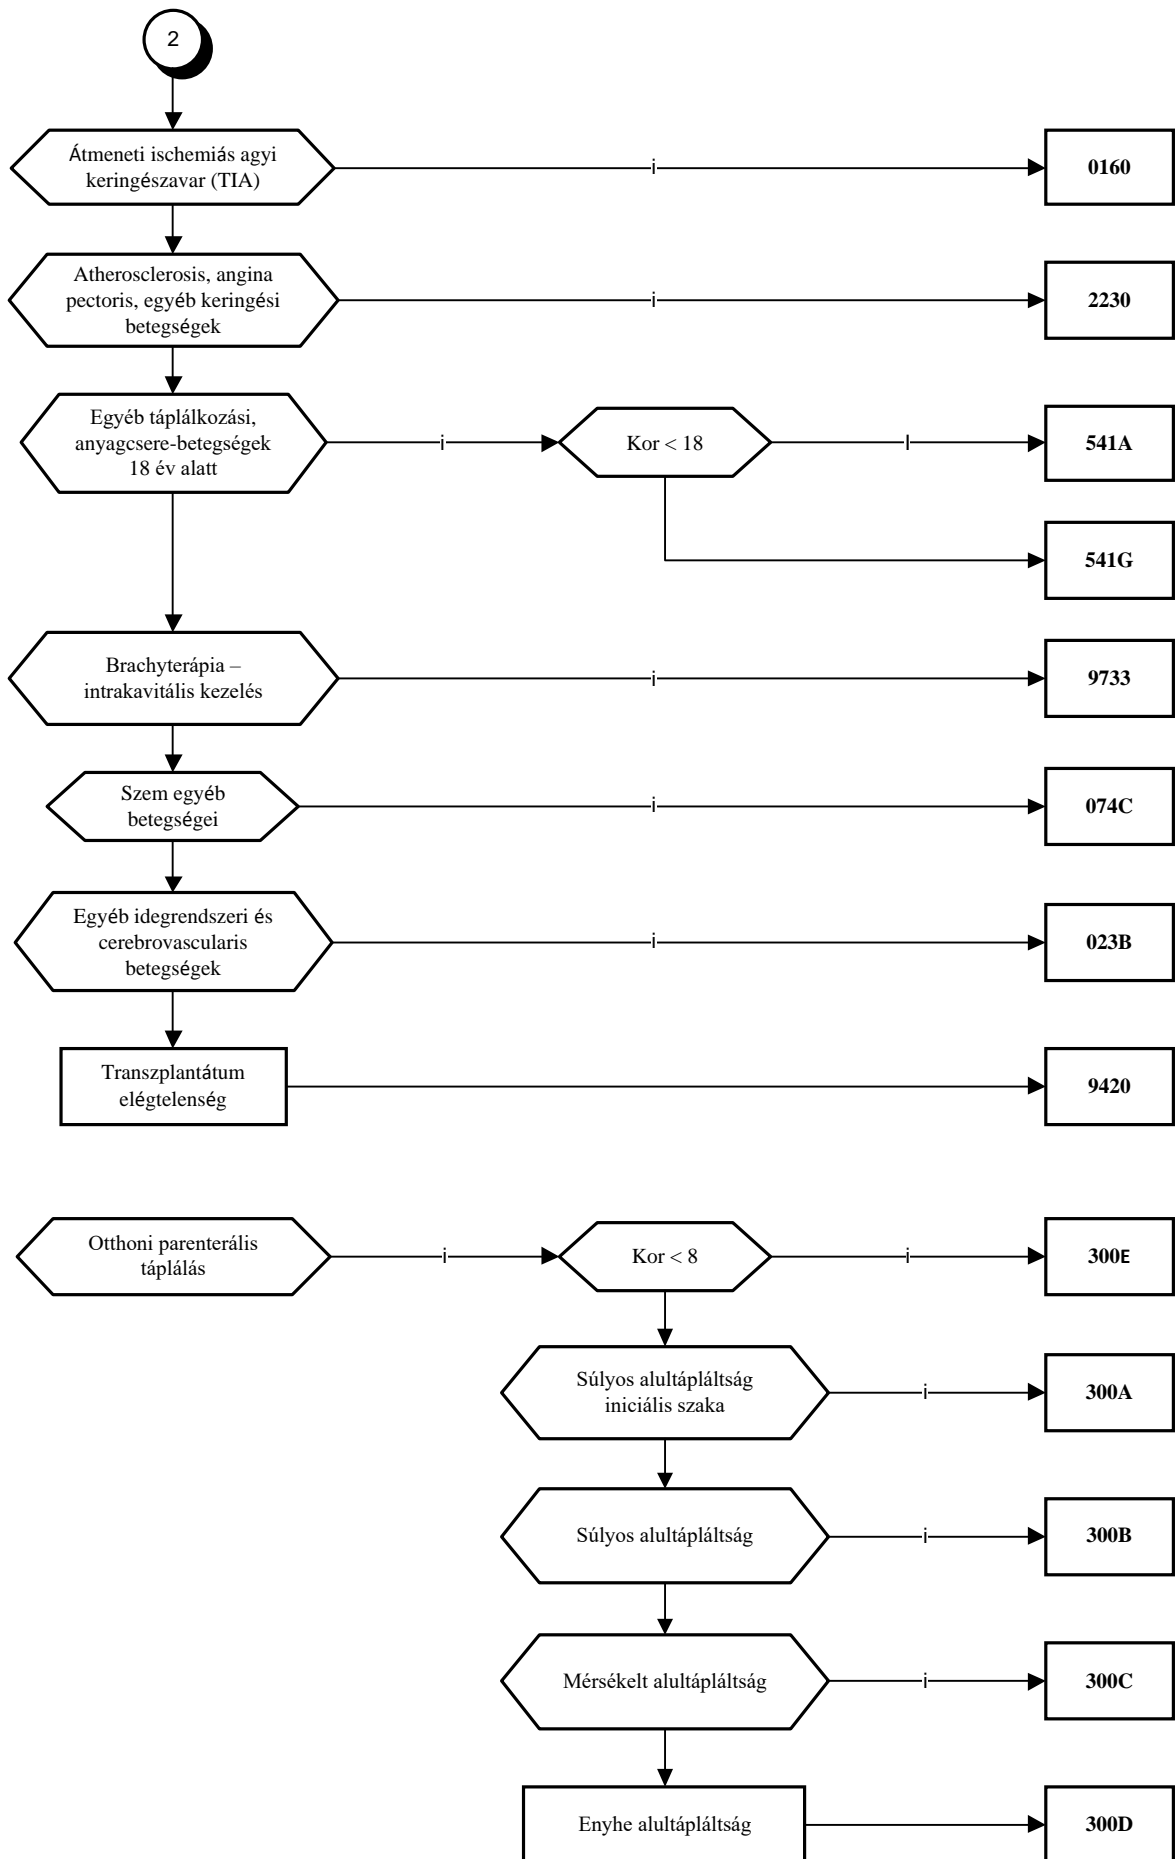 2
Átmeneti ischemiás agyi
keringészavar (TIA)
i
0160
Atherosclerosis, angina
pectoris, egyéb keringési
betegségek
i
2230
Egyéb táplálkozási,
anyagcsere-betegségek
18 év alatt
i
Kor < 18
I
541A
541G
Brachyterápia –
intrakavitális kezelés
i
9733
Szem egyéb
betegségei
i
074C
Egyéb idegrendszeri és
cerebrovascularis
betegségek
i
023B
Transzplantátum
elégtelenség
9420
Otthoni parenterális
táplálás
i
Kor < 8
i
300E
Súlyos alultápláltság
iniciális szaka
i
300A
Súlyos alultápláltság
i
300B
Mérsékelt alultápláltság
i
300C
Enyhe alultápláltság
300D